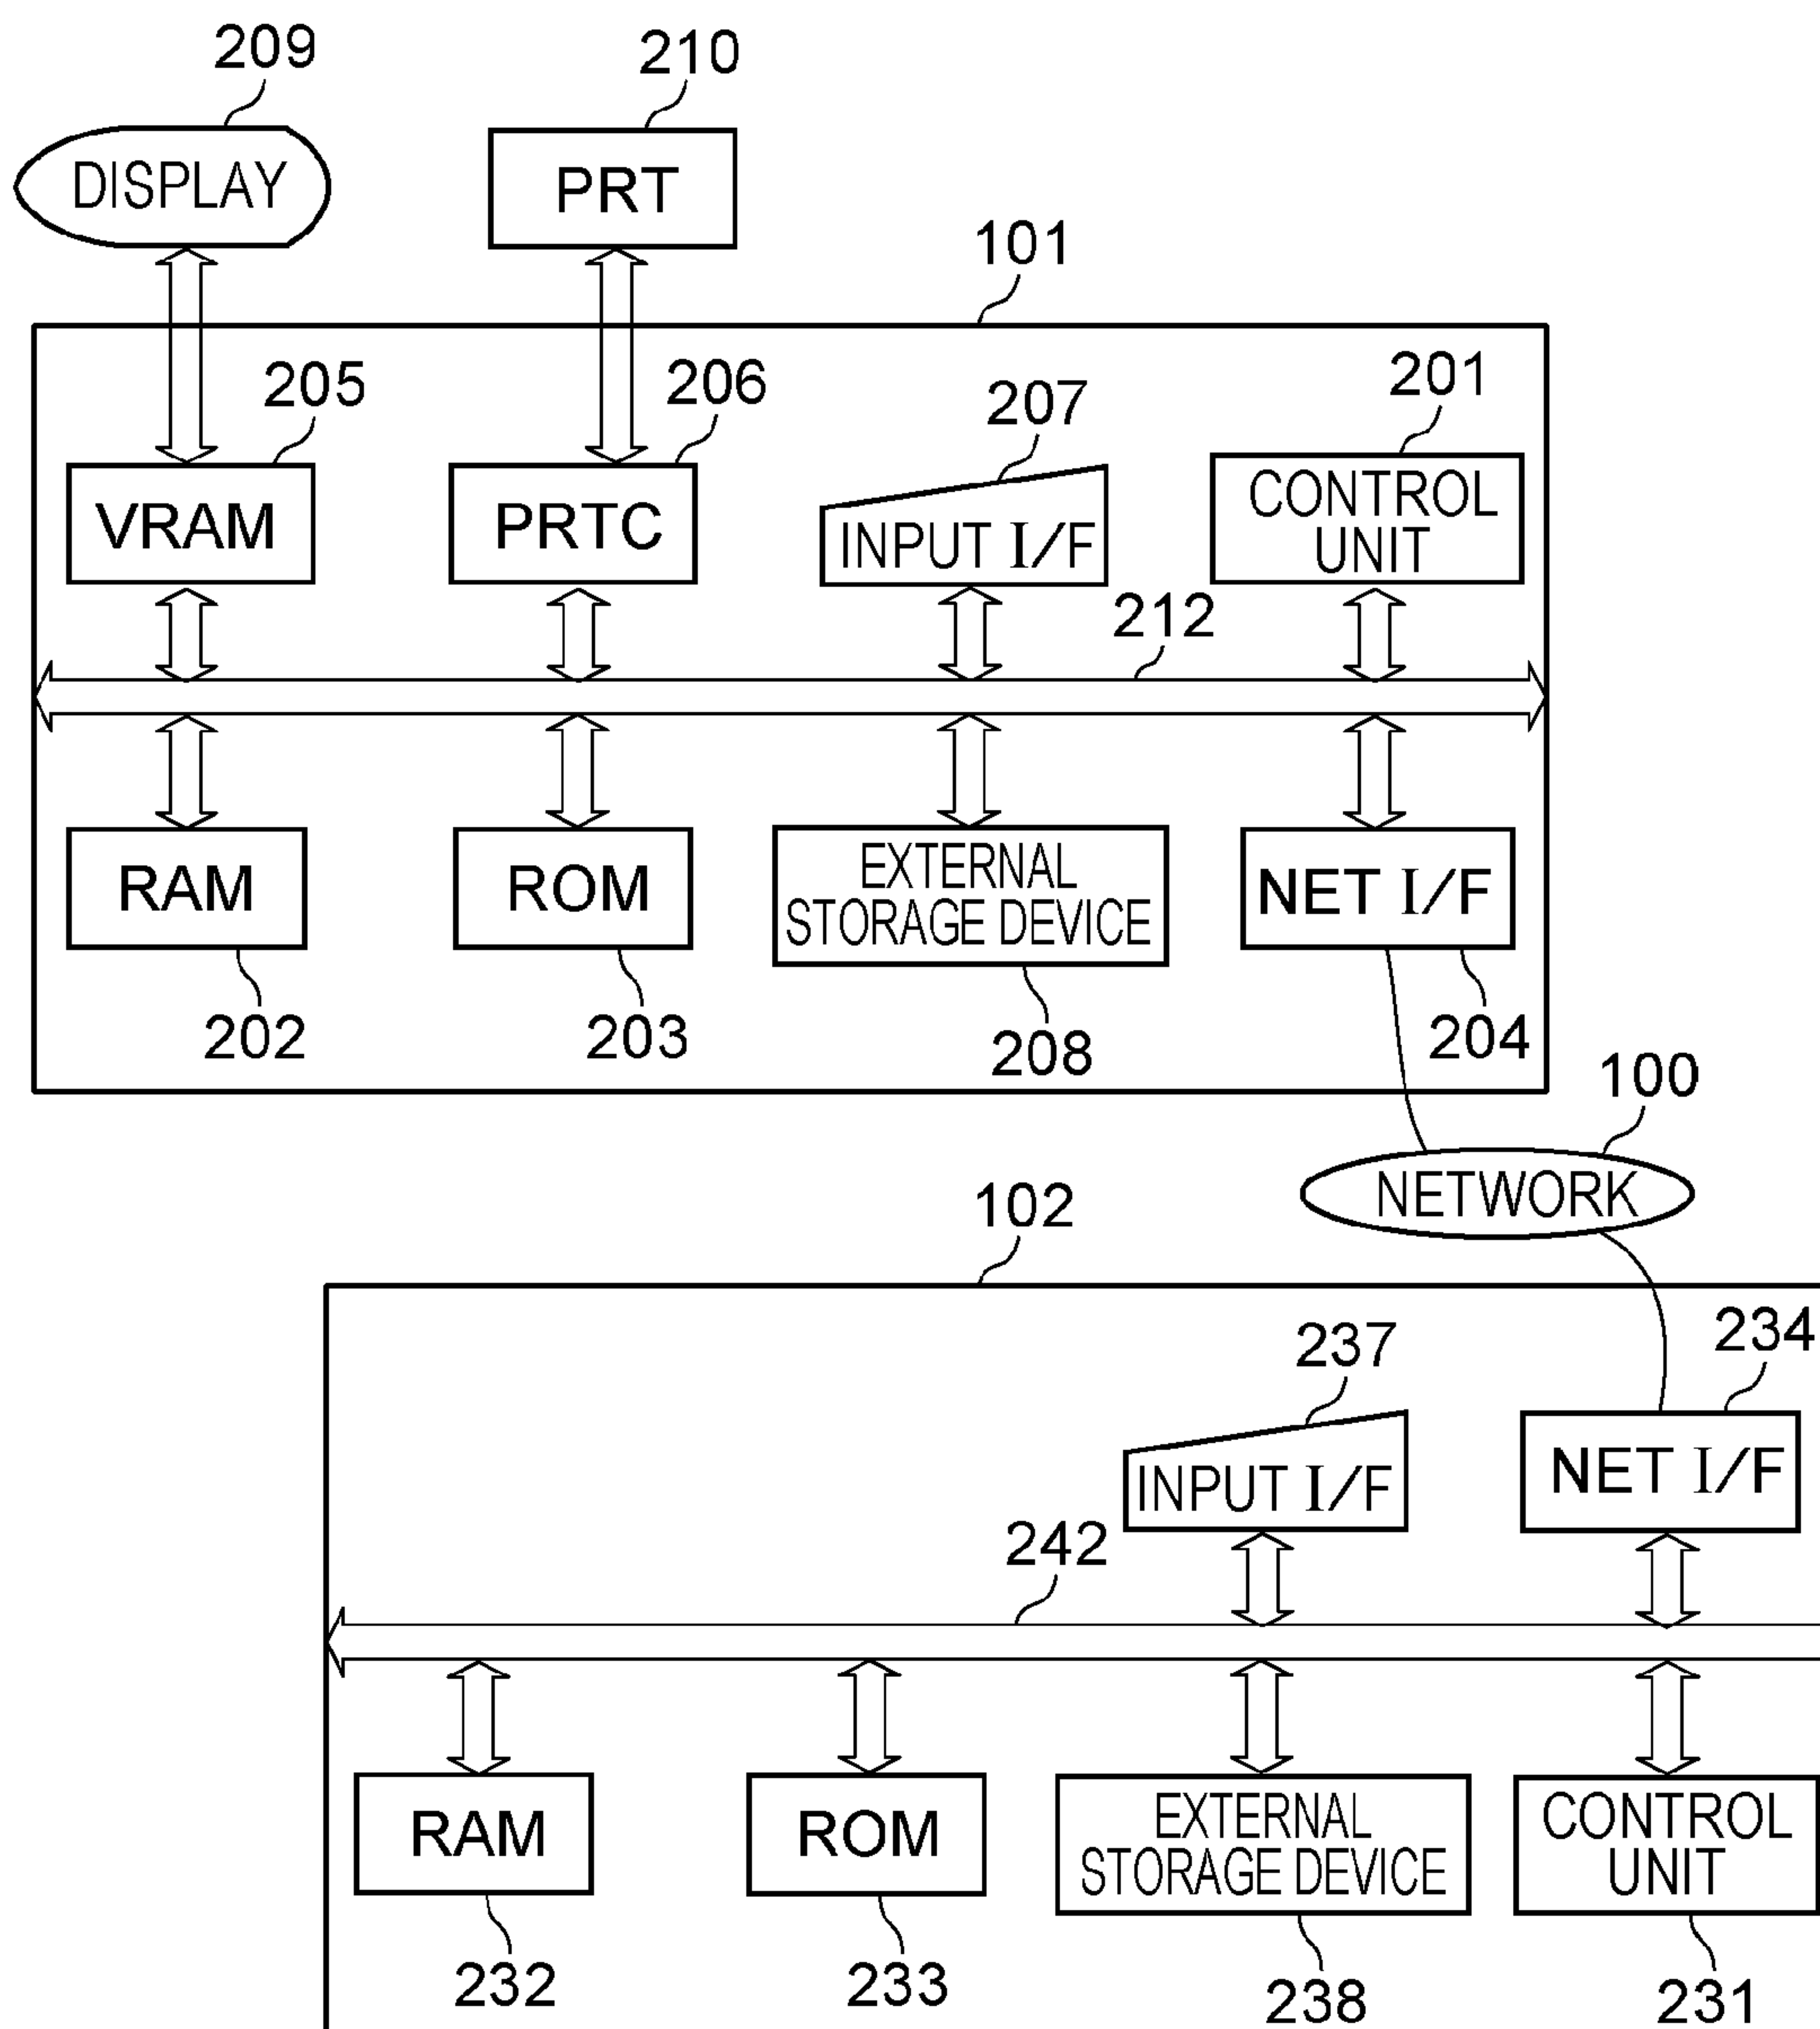 209
210
DISPLAY
PRT
101
205
206
207
201
VRAM
PRTC
INPUT I/F
CONTROL
UNIT
212
RAM
ROM
EXTERNAL
STORAGE DEVICE
NET I/F
202
203
208
204
100
NETWORK
102
237
234
INPUT I/F
NET I/F
242
RAM
ROM
EXTERNAL
STORAGE DEVICE
CONTROL
UNIT
232
233
238
231